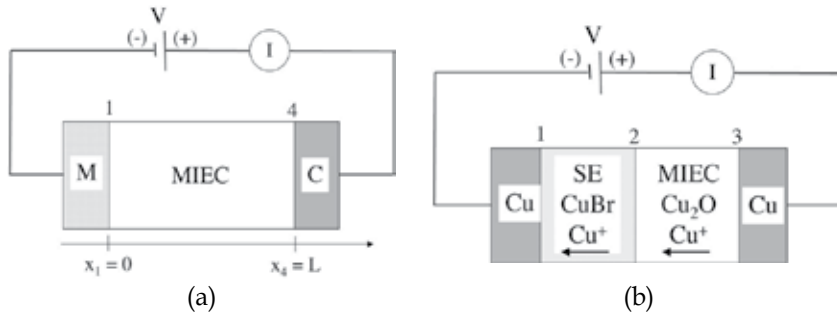 V
(-) (+)
I
1 4
M MIEC C
x₁ = 0 x₄ = L
(a)
V
(-) (+)
I
1 2 3
Cu SE MIEC Cu
CuBr Cu₂O
Cu⁺ Cu⁺
(b)